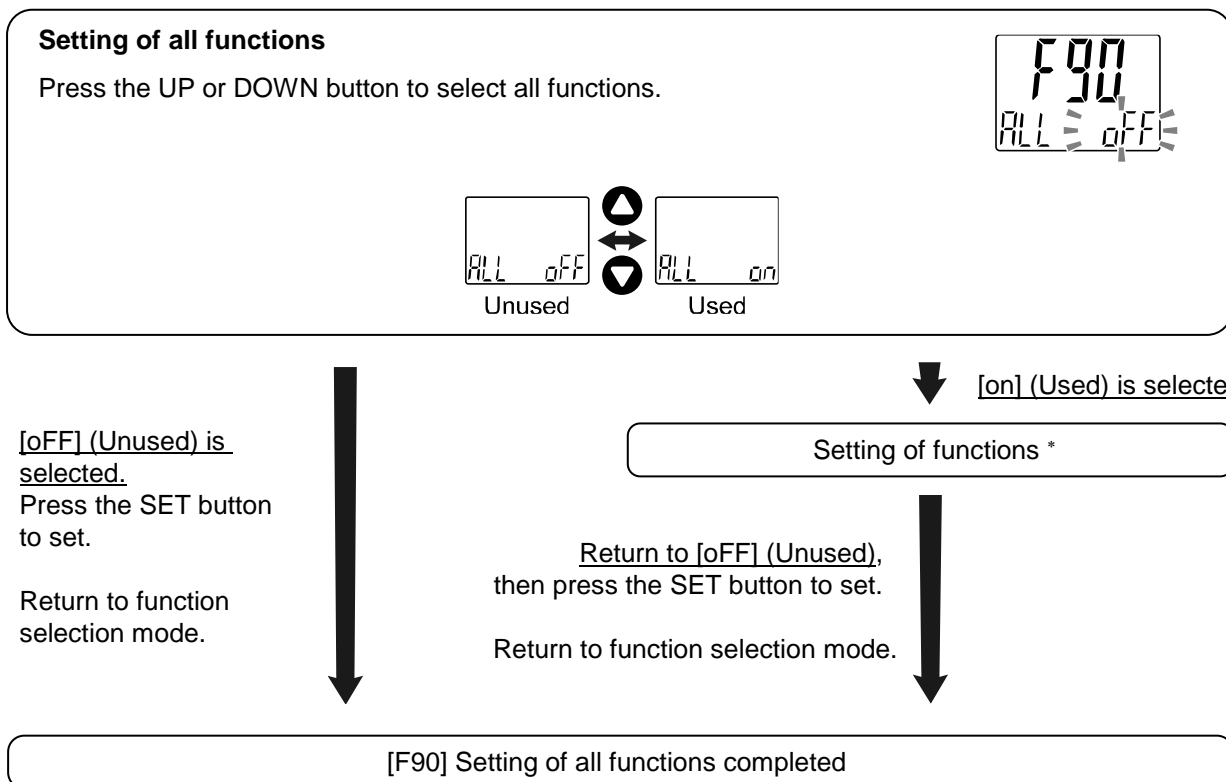 Setting of all functions
Press the UP or DOWN button to select all functions.
F90
ALL oFF
ALL oFF
ALL on
Unused
Used
[on] (Used) is selecte
[oFF] (Unused) is
selected.
Press the SET button
to set.
Return to function
selection mode.
Setting of functions *
Return to [oFF] (Unused),
then press the SET button to set.
Return to function selection mode.
[F90] Setting of all functions completed